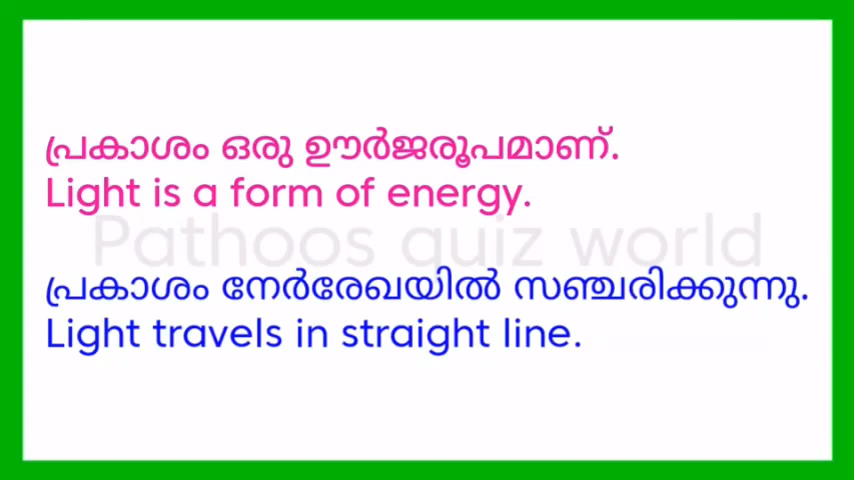 പ്രകാശം ഒരു ഊർജരൂപമാണ്.
Light is a form of energy.
Pathoos quiz world
പ്രകാശം നേർരേഖയിൽ സഞ്ചരിക്കുന്നു.
Light travels in straight line.